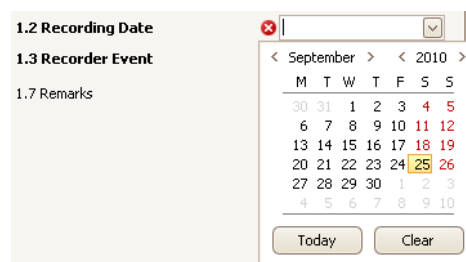 1.2 Recording Date
1.3 Recorder Event
< September > < 2010 >
M T W T F S S
30 31 1 2 3 4 5
6 7 8 9 10 11 12
1.7 Remarks
13 14 15 16 17 18 19
20 21 22 23 24 25 26
27 28 29 30 1 2 3
4 5 6 7 8 9 10
Today Clear